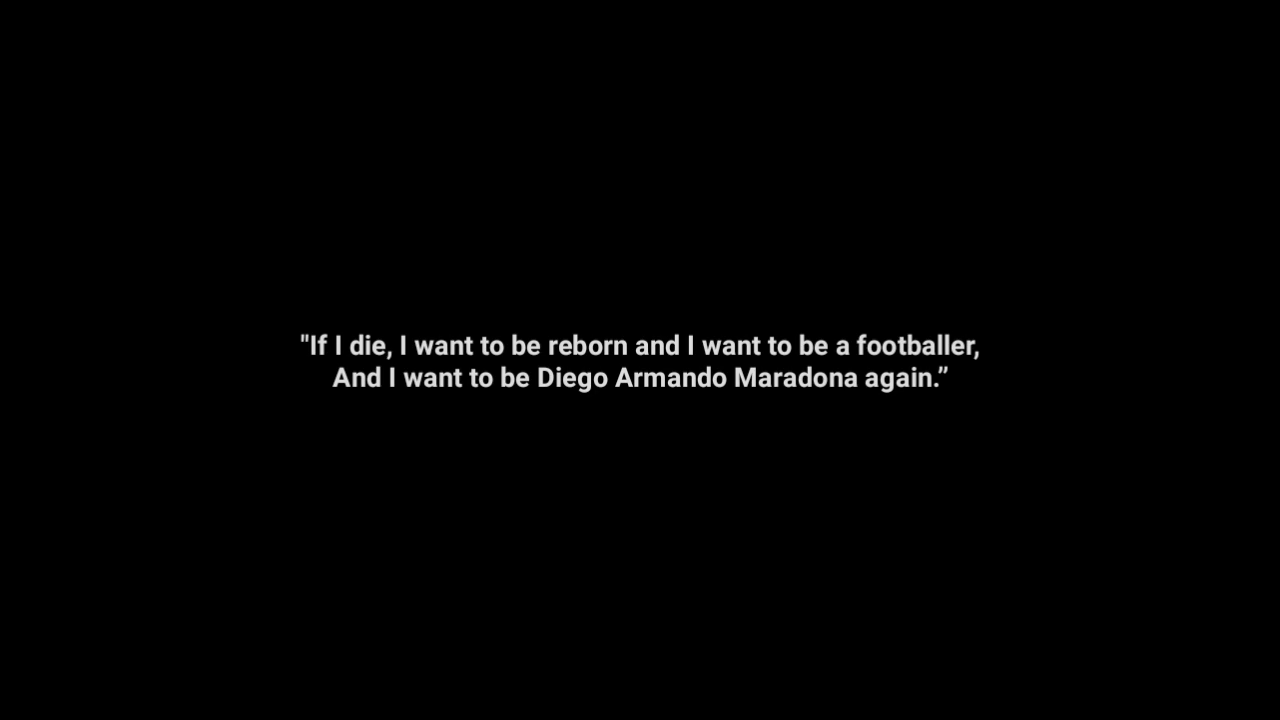 "If I die, I want to be reborn and I want to be a footballer,
And I want to be Diego Armando Maradona again.”